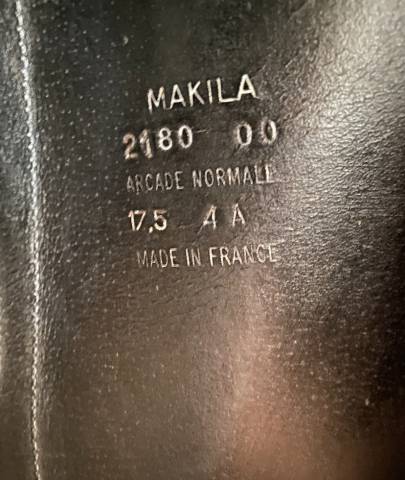 MAKILA
2180 00
ARCADE NORMALE
17,5 4 A
MADE IN FRANCE